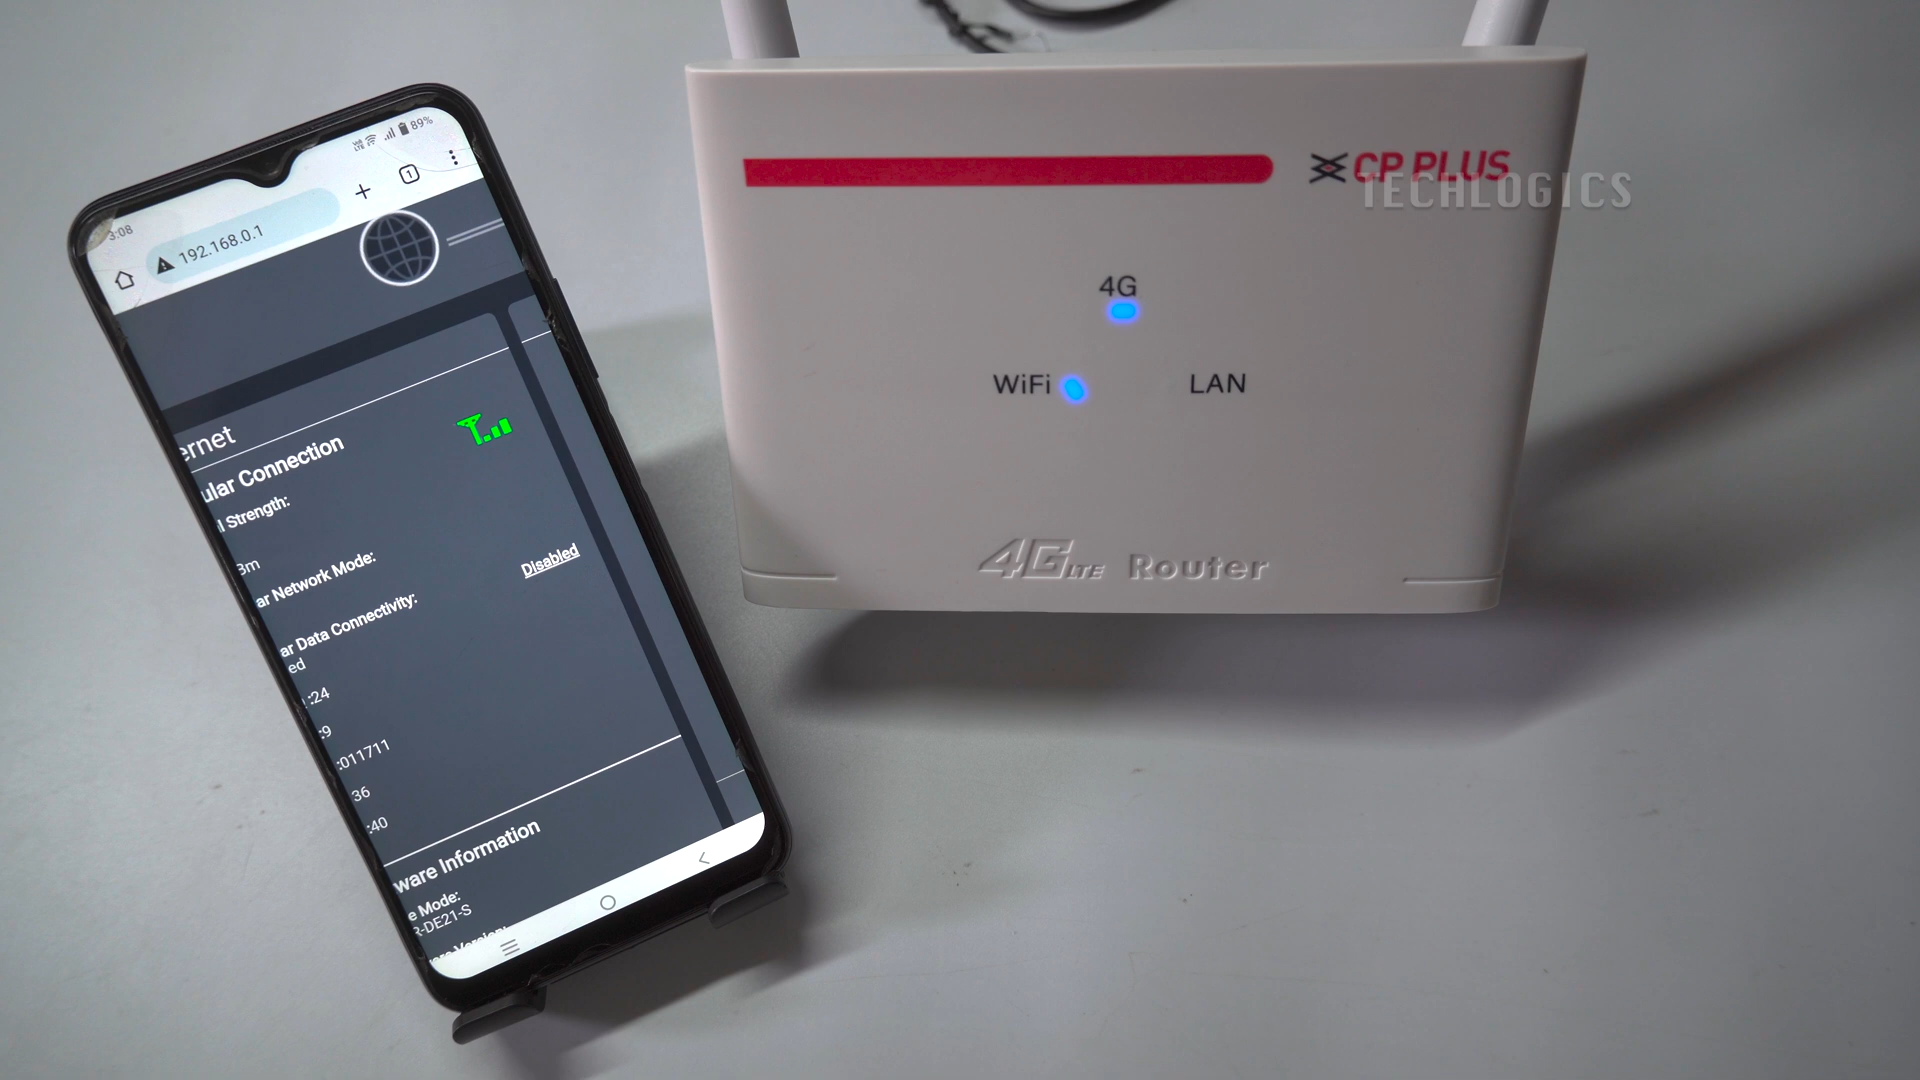 3:08
89%
192.168.0.1
1
ernet
ular Connection
l Strength:
3m
ar Network Mode:
Disabled
ar Data Connectivity:
ed
:24
:9
:011711
36
:40
ware Information
e Mode:
R-DE21-S
CP PLUS
TECHLOGICS
4G
WiFi
LAN
4G LTE Router